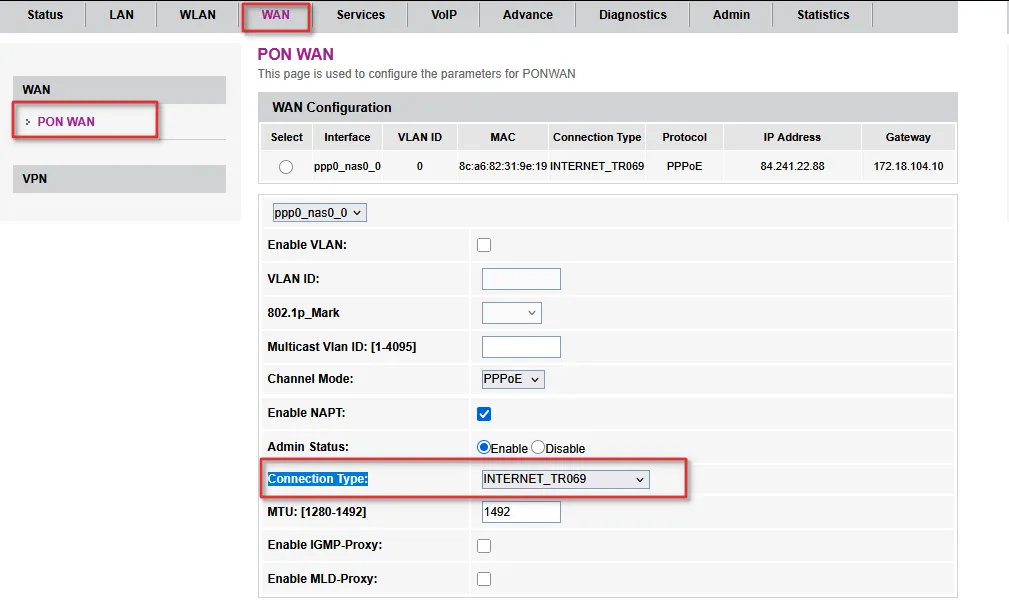 Status LAN WLAN WAN Services VoIP Advance Diagnostics Admin Statistics
WAN
PON WAN
VPN
PON WAN
This page is used to configure the parameters for PONWAN
WAN Configuration
Select Interface VLAN ID MAC Connection Type Protocol IP Address Gateway
ppp0_nas0_0 0 8c:a6:82:31:9e:19 INTERNET_TR069 PPPoE 84.241.22.88 172.18.104.10
ppp0_nas0_0
Enable VLAN:
VLAN ID:
802.1p_Mark
Multicast Vlan ID: [1-4095]
Channel Mode: PPPoE
Enable NAPT:
Admin Status: Enable Disable
Connection Type: INTERNET_TR069
MTU: [1280-1492] 1492
Enable IGMP-Proxy:
Enable MLD-Proxy: